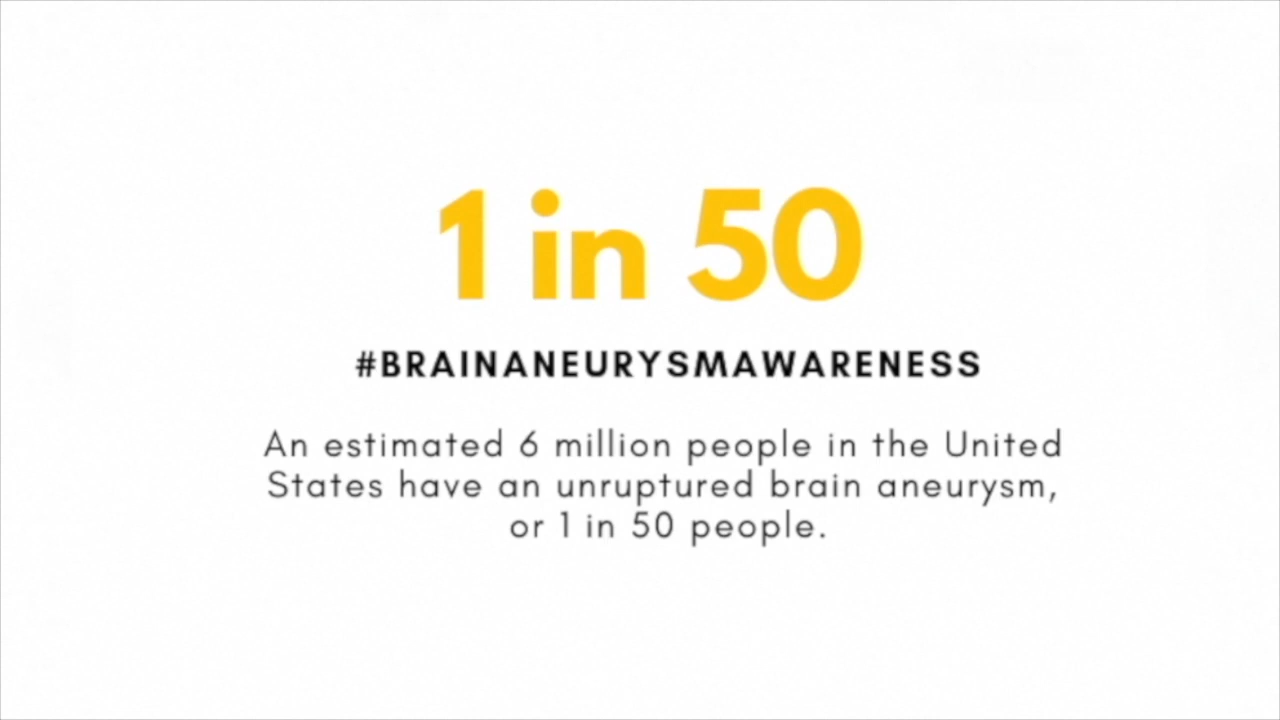 1 in 50
#BRAINANEURYSMAWARENESS
An estimated 6 million people in the United
States have an unruptured brain aneurysm,
or 1 in 50 people.